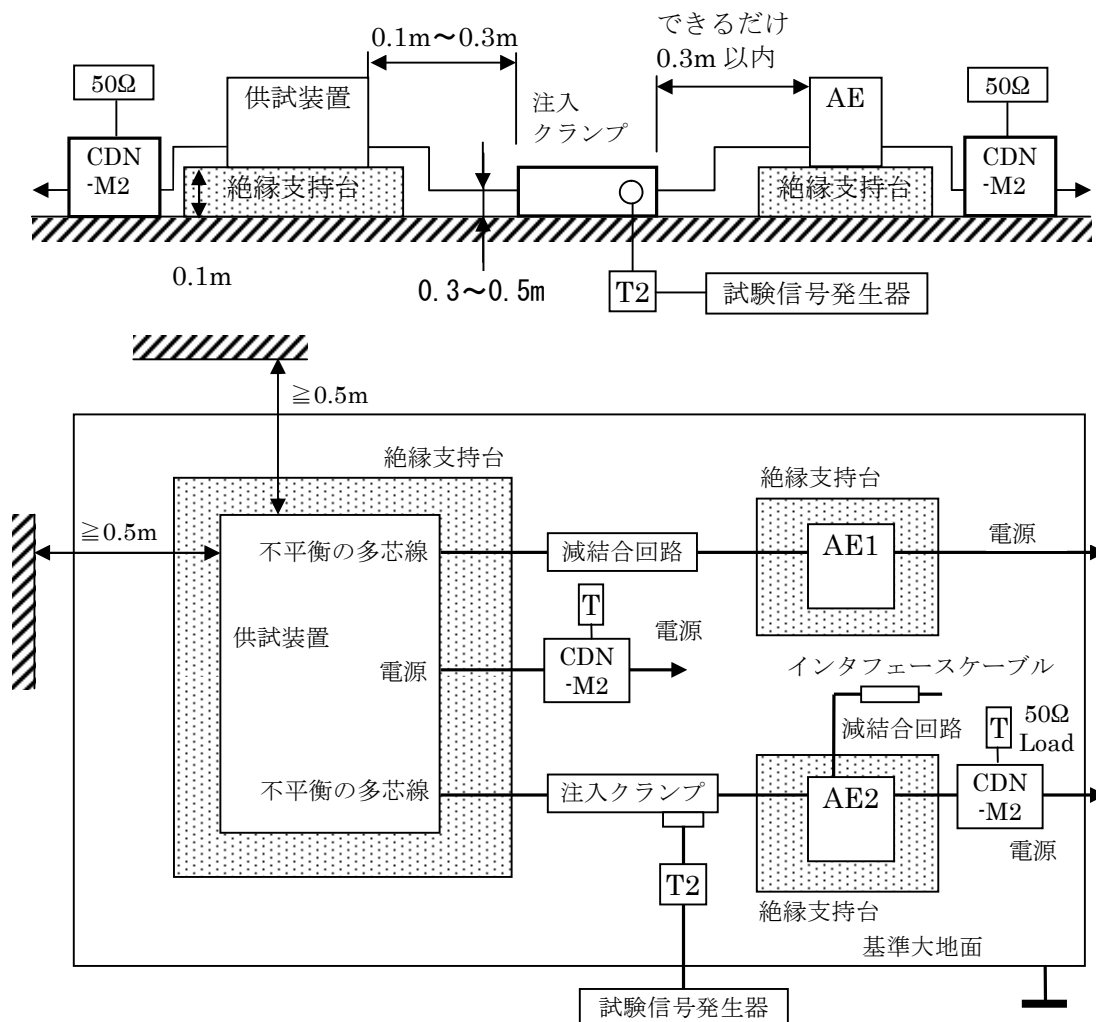 できるだけ
0.1m～0.3m
0.3m 以内
50Ω
供試装置
注入
クランプ
AE
50Ω
CDN
-M2
絶縁支持台
絶縁支持台
CDN
-M2
0.1m
0.3～0.5m
T2
試験信号発生器
≧0.5m
絶縁支持台
絶縁支持台
≧0.5m
不平衡の多芯線
減結合回路
AE1
電源
T
供試装置
電源
CDN
-M2
電源
インタフェースケーブル
減結合回路
T
50Ω
Load
不平衡の多芯線
注入クランプ
AE2
CDN
-M2
電源
T2
絶縁支持台
基準大地面
試験信号発生器